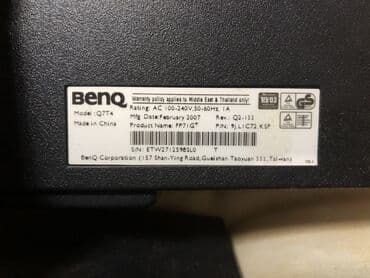 BenQ
Warranty policy applies to Middle East & Thailand only!
Rating: AC 100-240V, 50-60Hz, 1A
Model: Q7T4 Mfg. Date: February 2007 Rev.: Q2-133
Made in China Product Name: FP71G+ P/N: 9J.L1C72.KSP
S/N: ETW2712598SL0 T
BenQ Corporation (157 Shan-Ying Road, Gueishan Taoyuan 333, Taiwan)